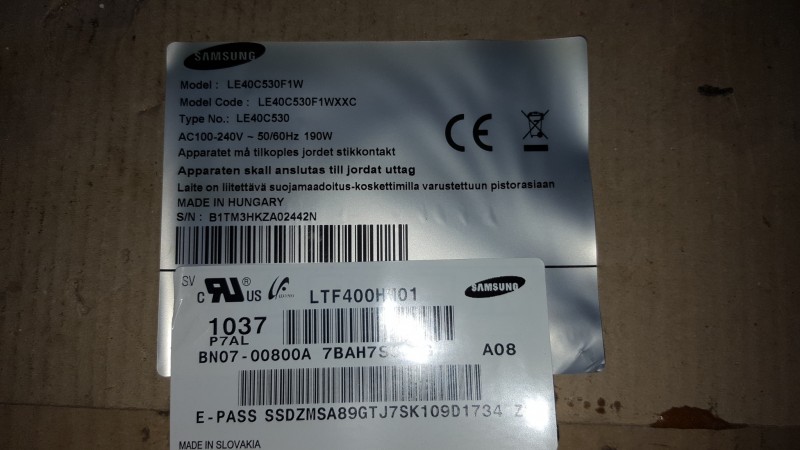 SAMSUNG
Model : LE40C530F1W
Model Code : LE40C530F1WXXC
Type No.: LE40C530
AC100-240V ~ 50/60Hz 190W
Apparatet må tilkoples jordet stikkontakt
Apparaten skall anslutas till jordat uttag
Laite on liitettävä suojamaadoitus-koskettimilla varustettuun pistorasiaan
MADE IN HUNGARY
S/N : B1TM3HKZA02442N
CE
SV
C RU ® US
SAMSUNG
1037
P7AL
BN07-00800A
A08
E-PASS
MADE IN SLOVAKIA